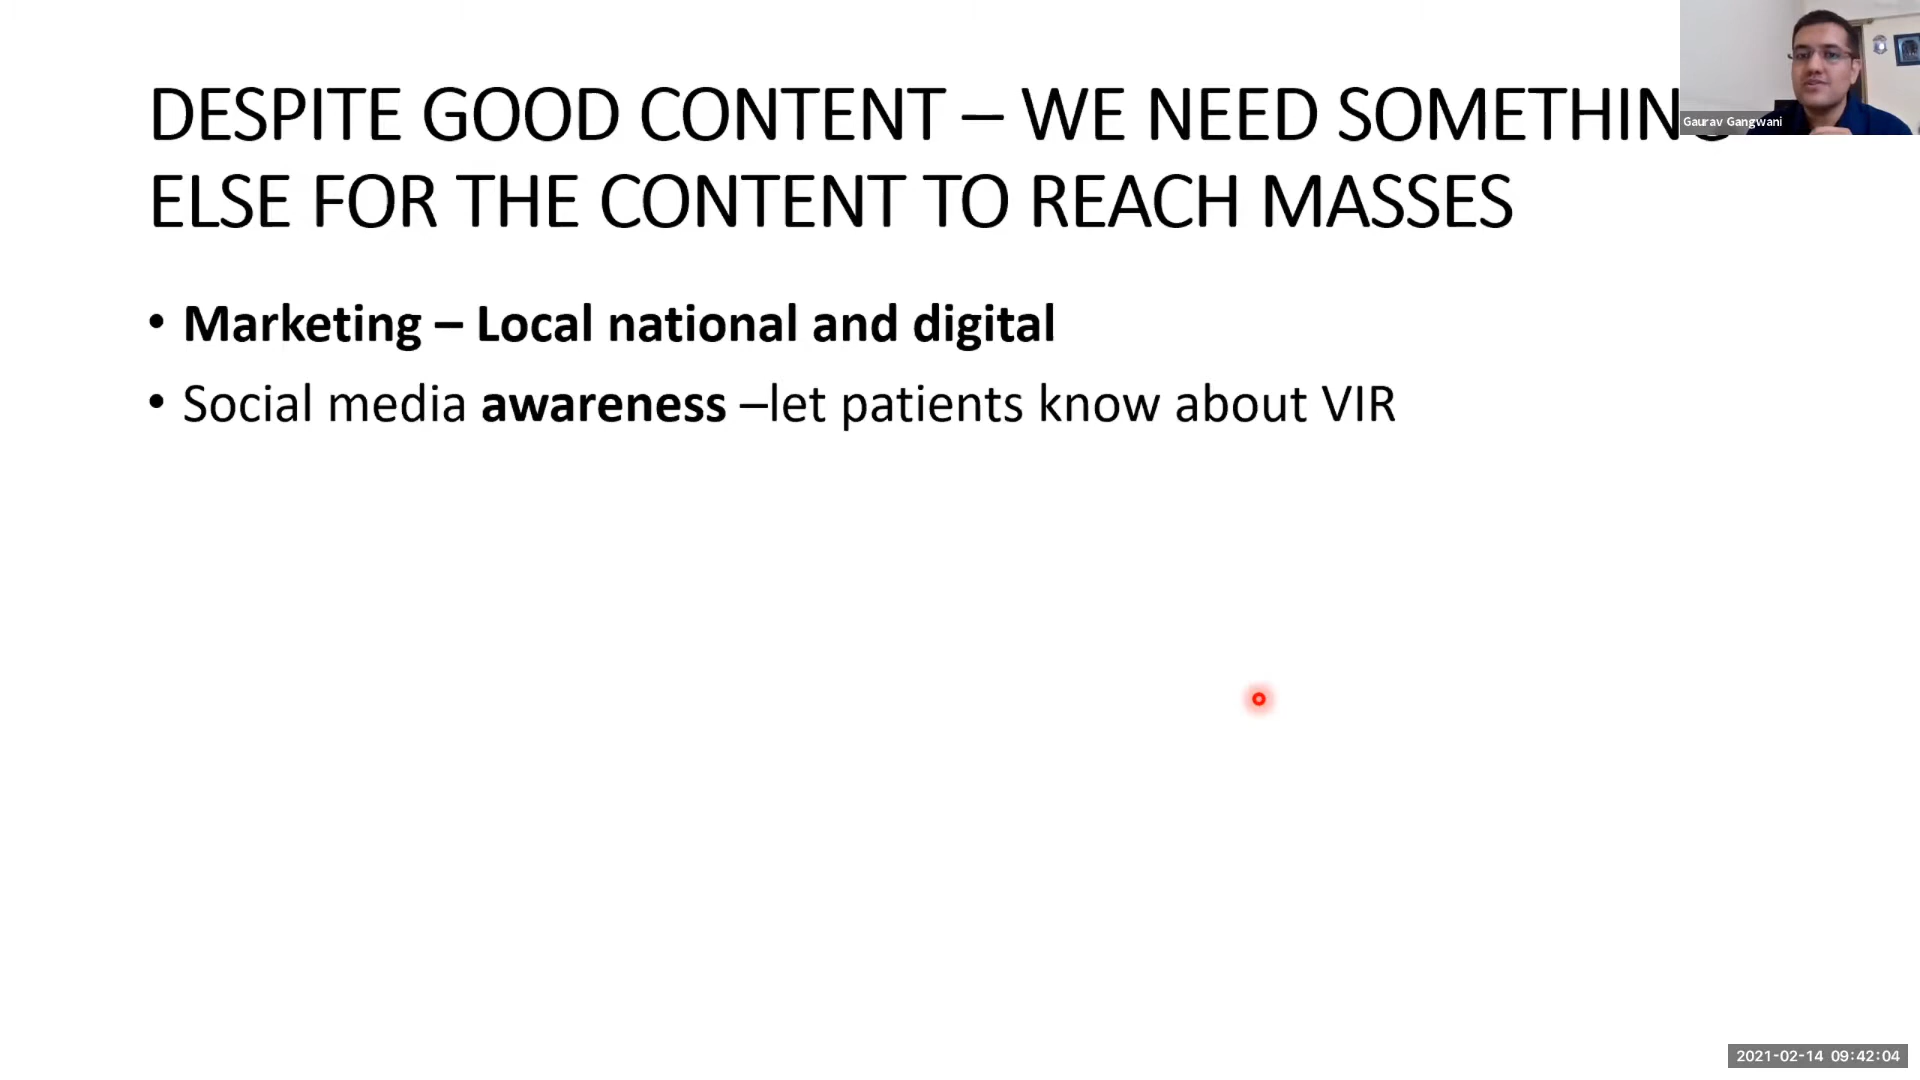 DESPITE GOOD CONTENT – WE NEED SOMETHING
ELSE FOR THE CONTENT TO REACH MASSES
• Marketing – Local national and digital
• Social media awareness –let patients know about VIR
Gaurav Gangwani
2021-02-14 09:42:04